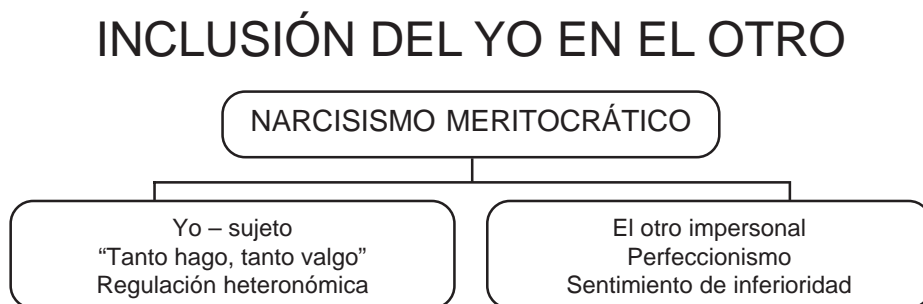 INCLUSIÓN DEL YO EN EL OTRO
NARCISISMO MERITOCRÁTICO
Yo – sujeto
“Tanto hago, tanto valgo”
Regulación heteronómica
El otro impersonal
Perfeccionismo
Sentimiento de inferioridad